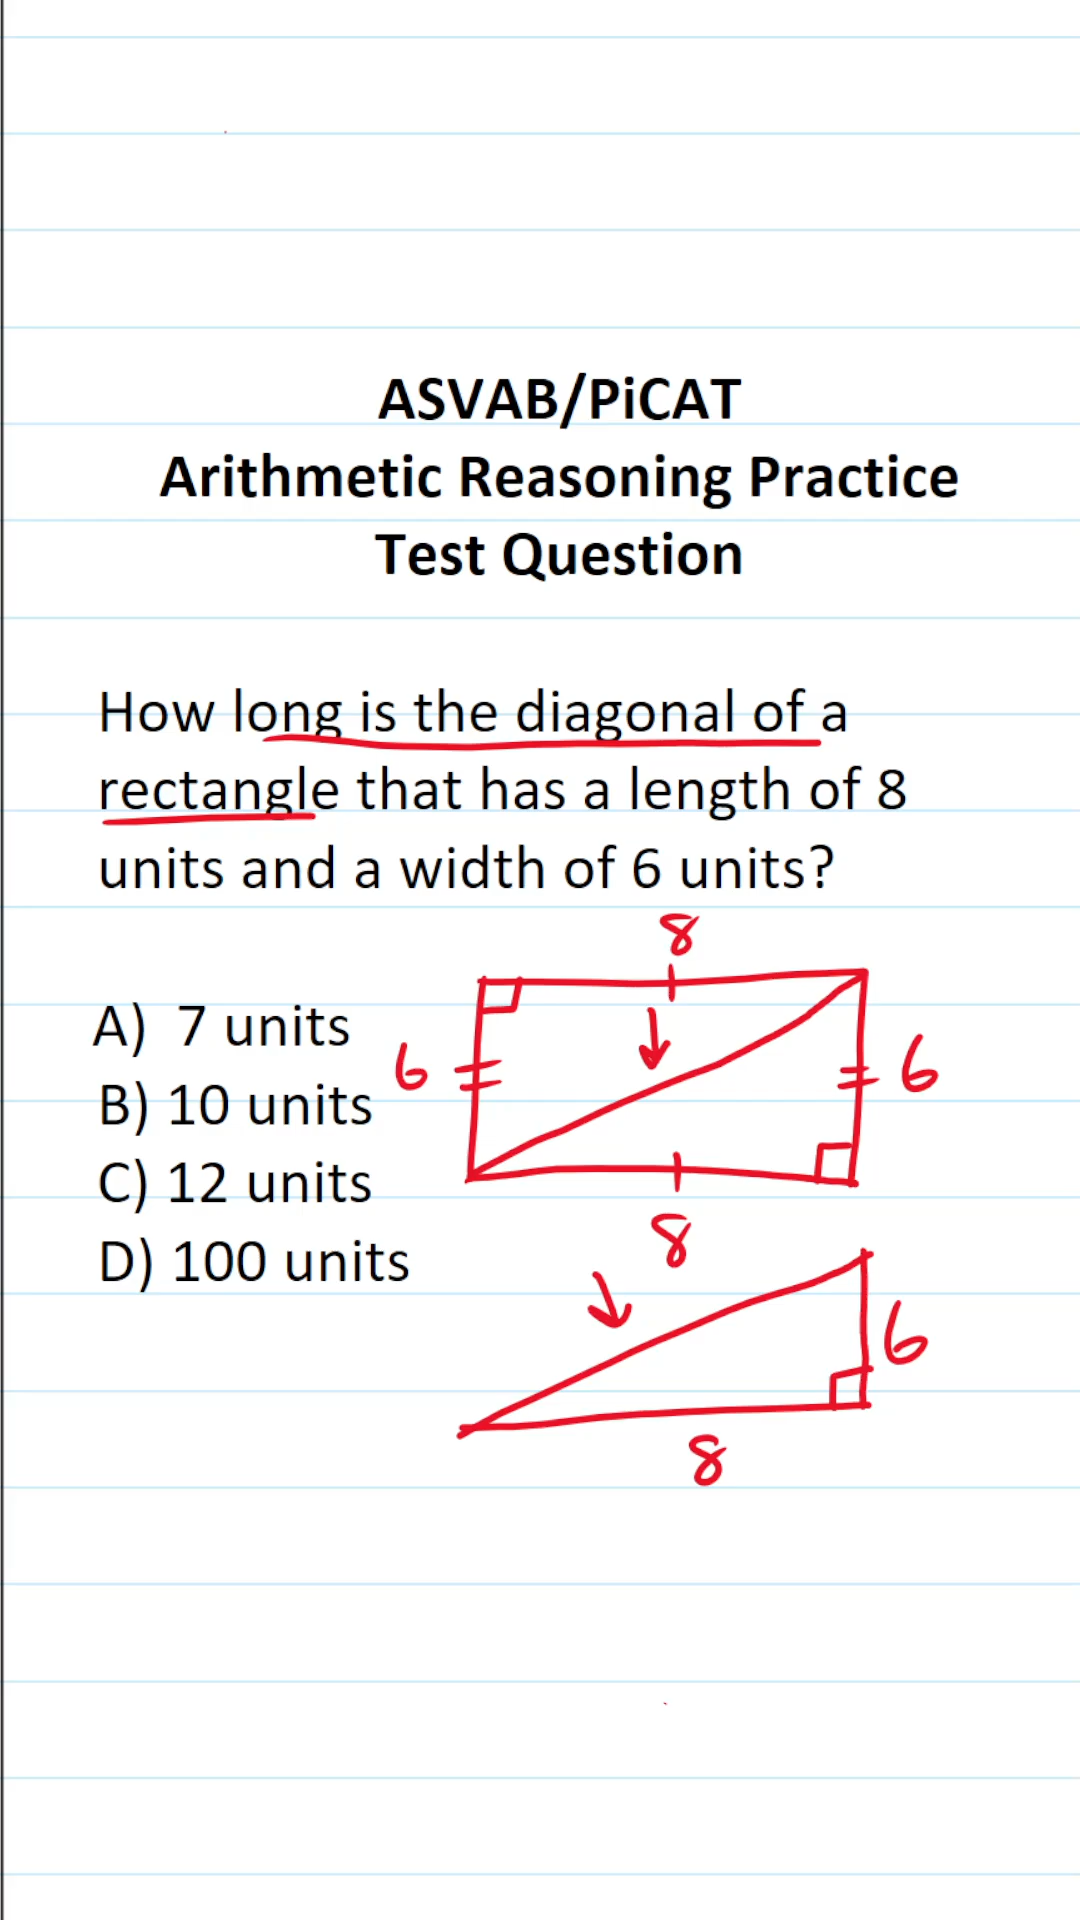 ASVAB/PiCAT
Arithmetic Reasoning Practice
Test Question
How long is the diagonal of a
rectangle that has a length of 8
units and a width of 6 units?
8
A) 7 units
6
6
B) 10 units
C) 12 units
8
D) 100 units
6
8